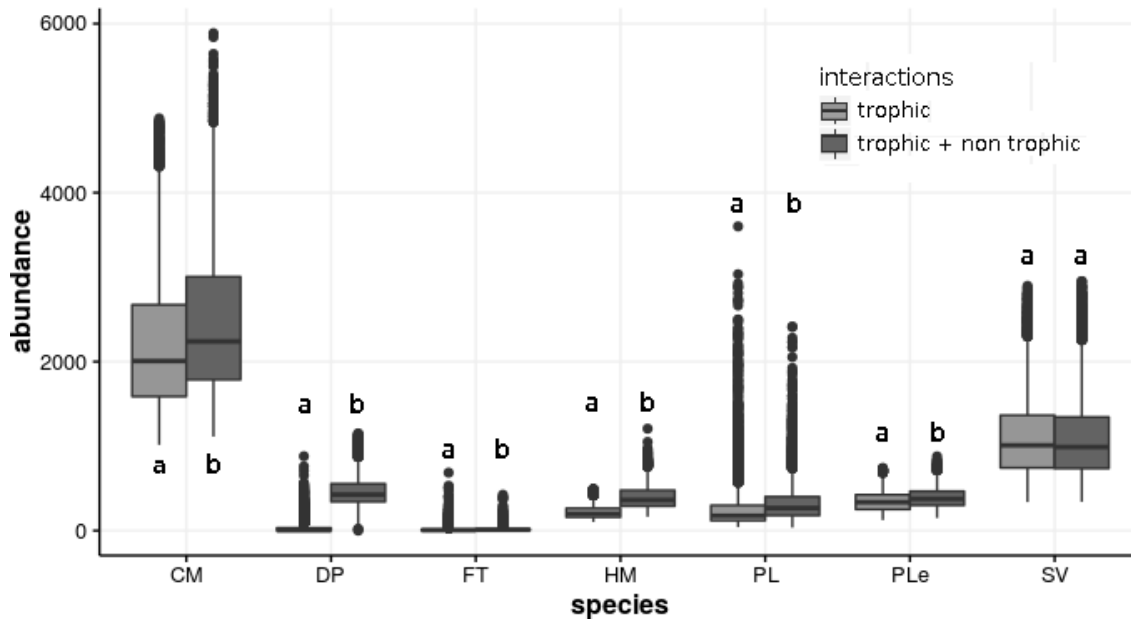 6000
4000
2000
0
abundance
interactions
trophic
trophic + non trophic
a b
a b
a b
a b
a b
a b
a a
CM DP FT HM PL PLe SV
species